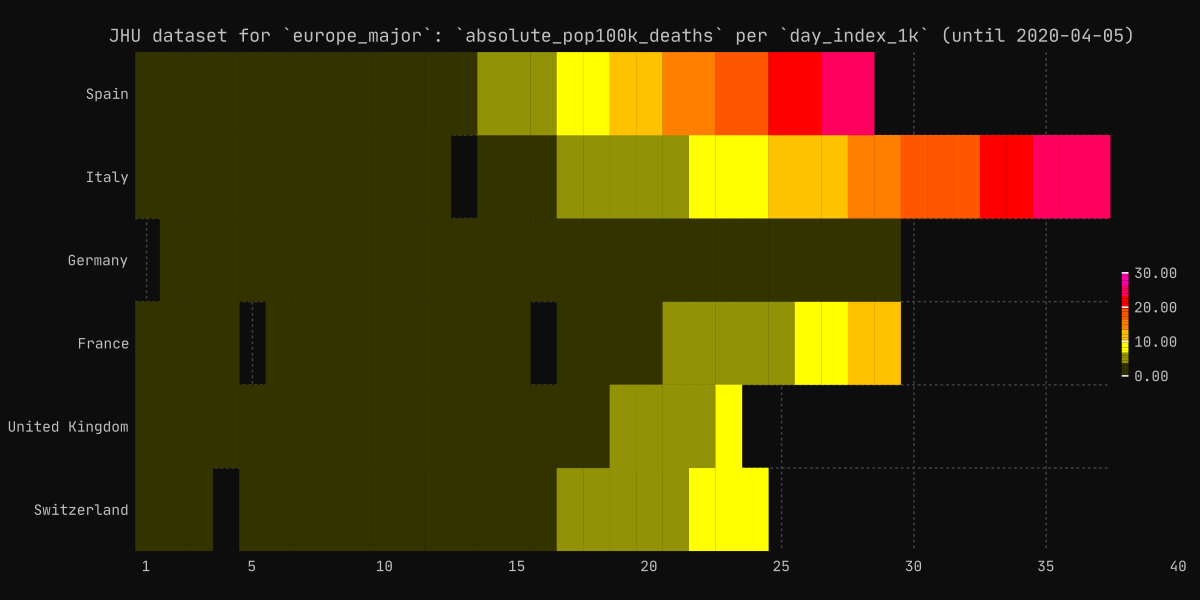 JHU dataset for `europe_major`: `absolute_pop100k_deaths` per `day_index_1k` (until 2020-04-05)
Spain
Italy
Germany
France
United Kingdom
Switzerland
30.00
20.00
10.00
0.00
1 5 10 15 20 25 30 35 40